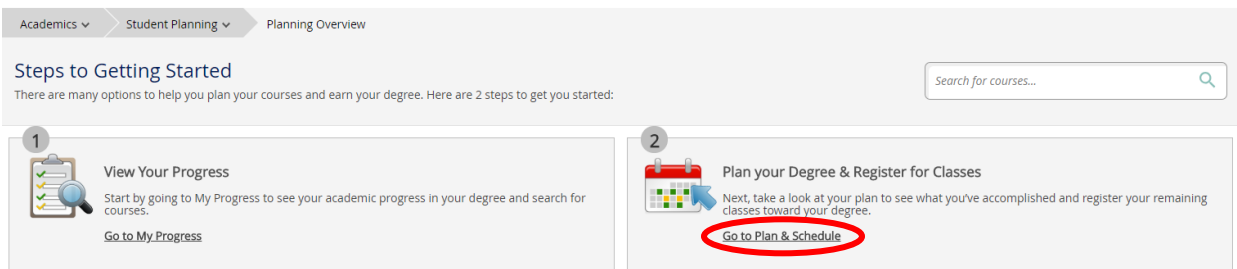 Academics Student Planning Planning Overview
Steps to Getting Started
There are many options to help you plan your courses and earn your degree. Here are 2 steps to get you started:
Search for courses...
1
View Your Progress
Start by going to My Progress to see your academic progress in your degree and search for
courses.
Go to My Progress
2
Plan your Degree & Register for Classes
Next, take a look at your plan to see what you've accomplished and register your remaining
classes toward your degree.
Go to Plan & Schedule